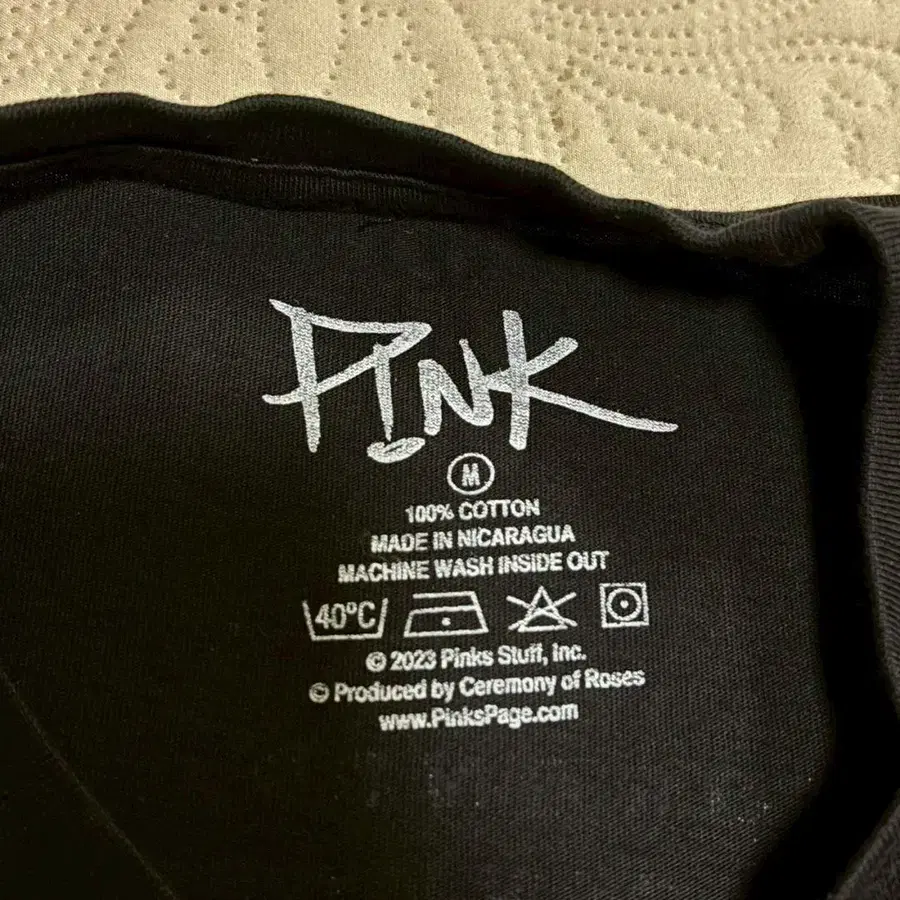 P!NK
M
100% COTTON
MADE IN NICARAGUA
MACHINE WASH INSIDE OUT
40°C
© 2023 Pinks Stuff, Inc.
© Produced by Ceremony of Roses
www.PinksPage.com